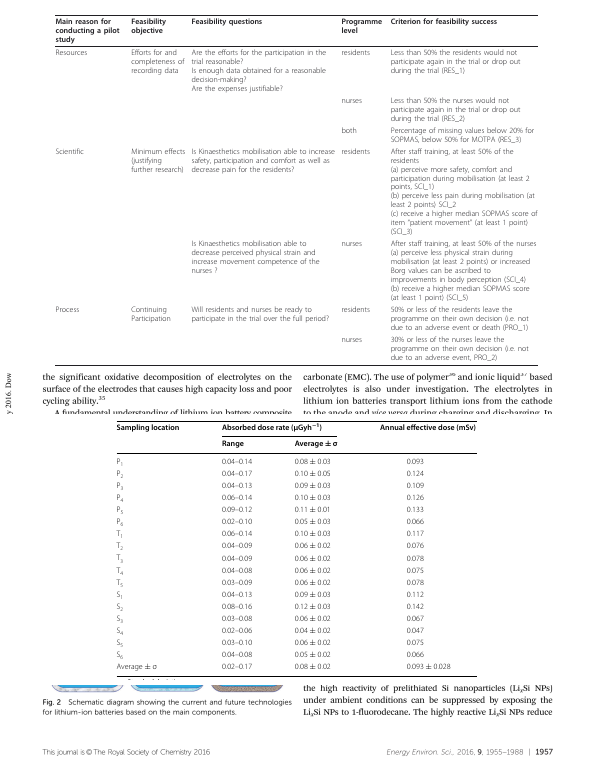 Main reason for conducting a pilot study | Feasibility objective | Feasibility questions | Programme level | Criterion for feasibility success
Resources
Efforts for and
completeness of
recording data
Are the efforts for the participation in the
trial reasonable?
Is enough data obtained for a reasonable
decision-making?
Are the expenses justifiable?
residents
Less than 50% the residents would not
participate again in the trial or drop out
during the trial (RES_1)
nurses
Less than 50% the nurses would not
participate again in the trial or drop out
during the trial (RES_2)
both
Percentage of missing values below 20% for
SOPMAS, below 50% for MOTPA (RES_3)
Scientific
Minimum effects
(justifying
further research)
Is Kinaesthetics mobilisation able to increase
safety, participation and comfort as well as
decrease pain for the residents?
residents
After staff training, at least 50% of the
residents
(a) perceive more safety, comfort and
participation during mobilisation (at least 2
points, SCI_1)
(b) perceive less pain during mobilisation (at
least 2 points) SCI_2
(c) receive a higher median SOPMAS score of
item "patient movement" (at least 1 point)
(SCI_3)
Is Kinaesthetics mobilisation able to
decrease perceived physical strain and
increase movement competence of the
nurses ?
nurses
After staff training, at least 50% of the nurses
(a) perceive less physical strain during
mobilisation (at least 2 points) or increased
Borg values can be ascribed to
improvements in body perception (SCI_4)
(b) receive a higher median SOPMAS score
(at least 1 point) (SCI_5)
Process
Continuing
Participation
Will residents and nurses be ready to
participate in the trial over the full period?
residents
50% or less of the residents leave the
programme on their own decision (i.e. not
due to an adverse event or death (PRO_1)
nurses
30% or less of the nurses leave the
programme on their own decision (i.e. not
due to an adverse event, PRO_2)
y 2016. Dow
the significant oxidative decomposition of electrolytes on the
surface of the electrodes that causes high capacity loss and poor
cycling ability.³⁵
A fundamental understanding of lithium ion battery composite
carbonate (EMC). The use of polymer³⁶ and ionic liquid³⁷ based
electrolytes is also under investigation. The electrolytes in
lithium ion batteries transport lithium ions from the cathode
to the anode and vice versa during charging and discharging. In
Sampling location Absorbed dose rate (μGyh⁻¹) Annual effective dose (mSv)
Range Average ± σ
P₁ 0.04–0.14 0.08 ± 0.03 0.093
P₂ 0.04–0.17 0.10 ± 0.05 0.124
P₃ 0.04–0.13 0.09 ± 0.03 0.109
P₄ 0.06–0.14 0.10 ± 0.03 0.126
P₅ 0.09–0.12 0.11 ± 0.01 0.133
P₆ 0.02–0.10 0.05 ± 0.03 0.066
T₁ 0.06–0.14 0.10 ± 0.03 0.117
T₂ 0.04–0.09 0.06 ± 0.02 0.076
T₃ 0.04–0.09 0.06 ± 0.02 0.078
T₄ 0.04–0.08 0.06 ± 0.02 0.075
T₅ 0.03–0.09 0.06 ± 0.02 0.078
S₁ 0.04–0.13 0.09 ± 0.03 0.112
S₂ 0.08–0.16 0.12 ± 0.03 0.142
S₃ 0.03–0.08 0.06 ± 0.02 0.067
S₄ 0.02–0.06 0.04 ± 0.02 0.047
S₅ 0.03–0.10 0.06 ± 0.02 0.075
S₆ 0.04–0.08 0.05 ± 0.02 0.066
Average ± σ 0.02–0.17 0.08 ± 0.02 0.093 ± 0.028
Fig. 2 Schematic diagram showing the current and future technologies
for lithium–ion batteries based on the main components.
the high reactivity of prelithiated Si nanoparticles (LiₓSi NPs)
under ambient conditions can be suppressed by exposing the
LiₓSi NPs to 1-fluorodecane. The highly reactive LiₓSi NPs reduce
This journal is © The Royal Society of Chemistry 2016
Energy Environ. Sci., 2016, 9, 1955–1988 | 1957